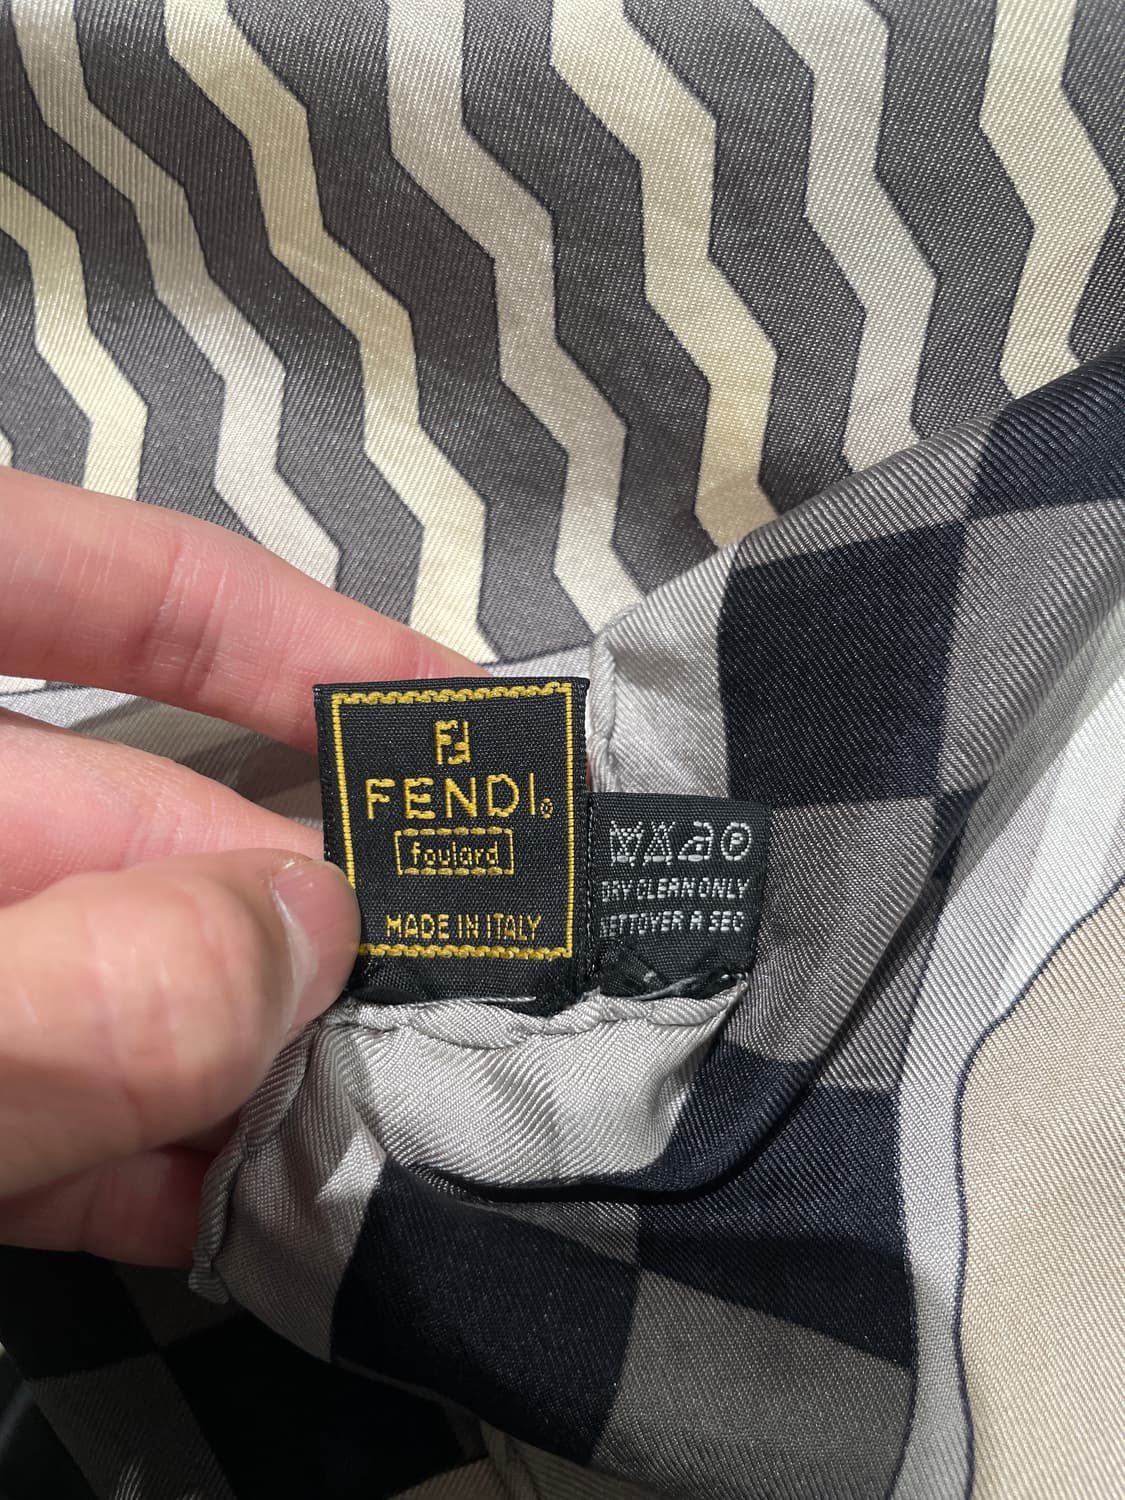 FENDI®
foulard
MADE IN ITALY
DRY CLEAN ONLY
NETTOYER A SEC